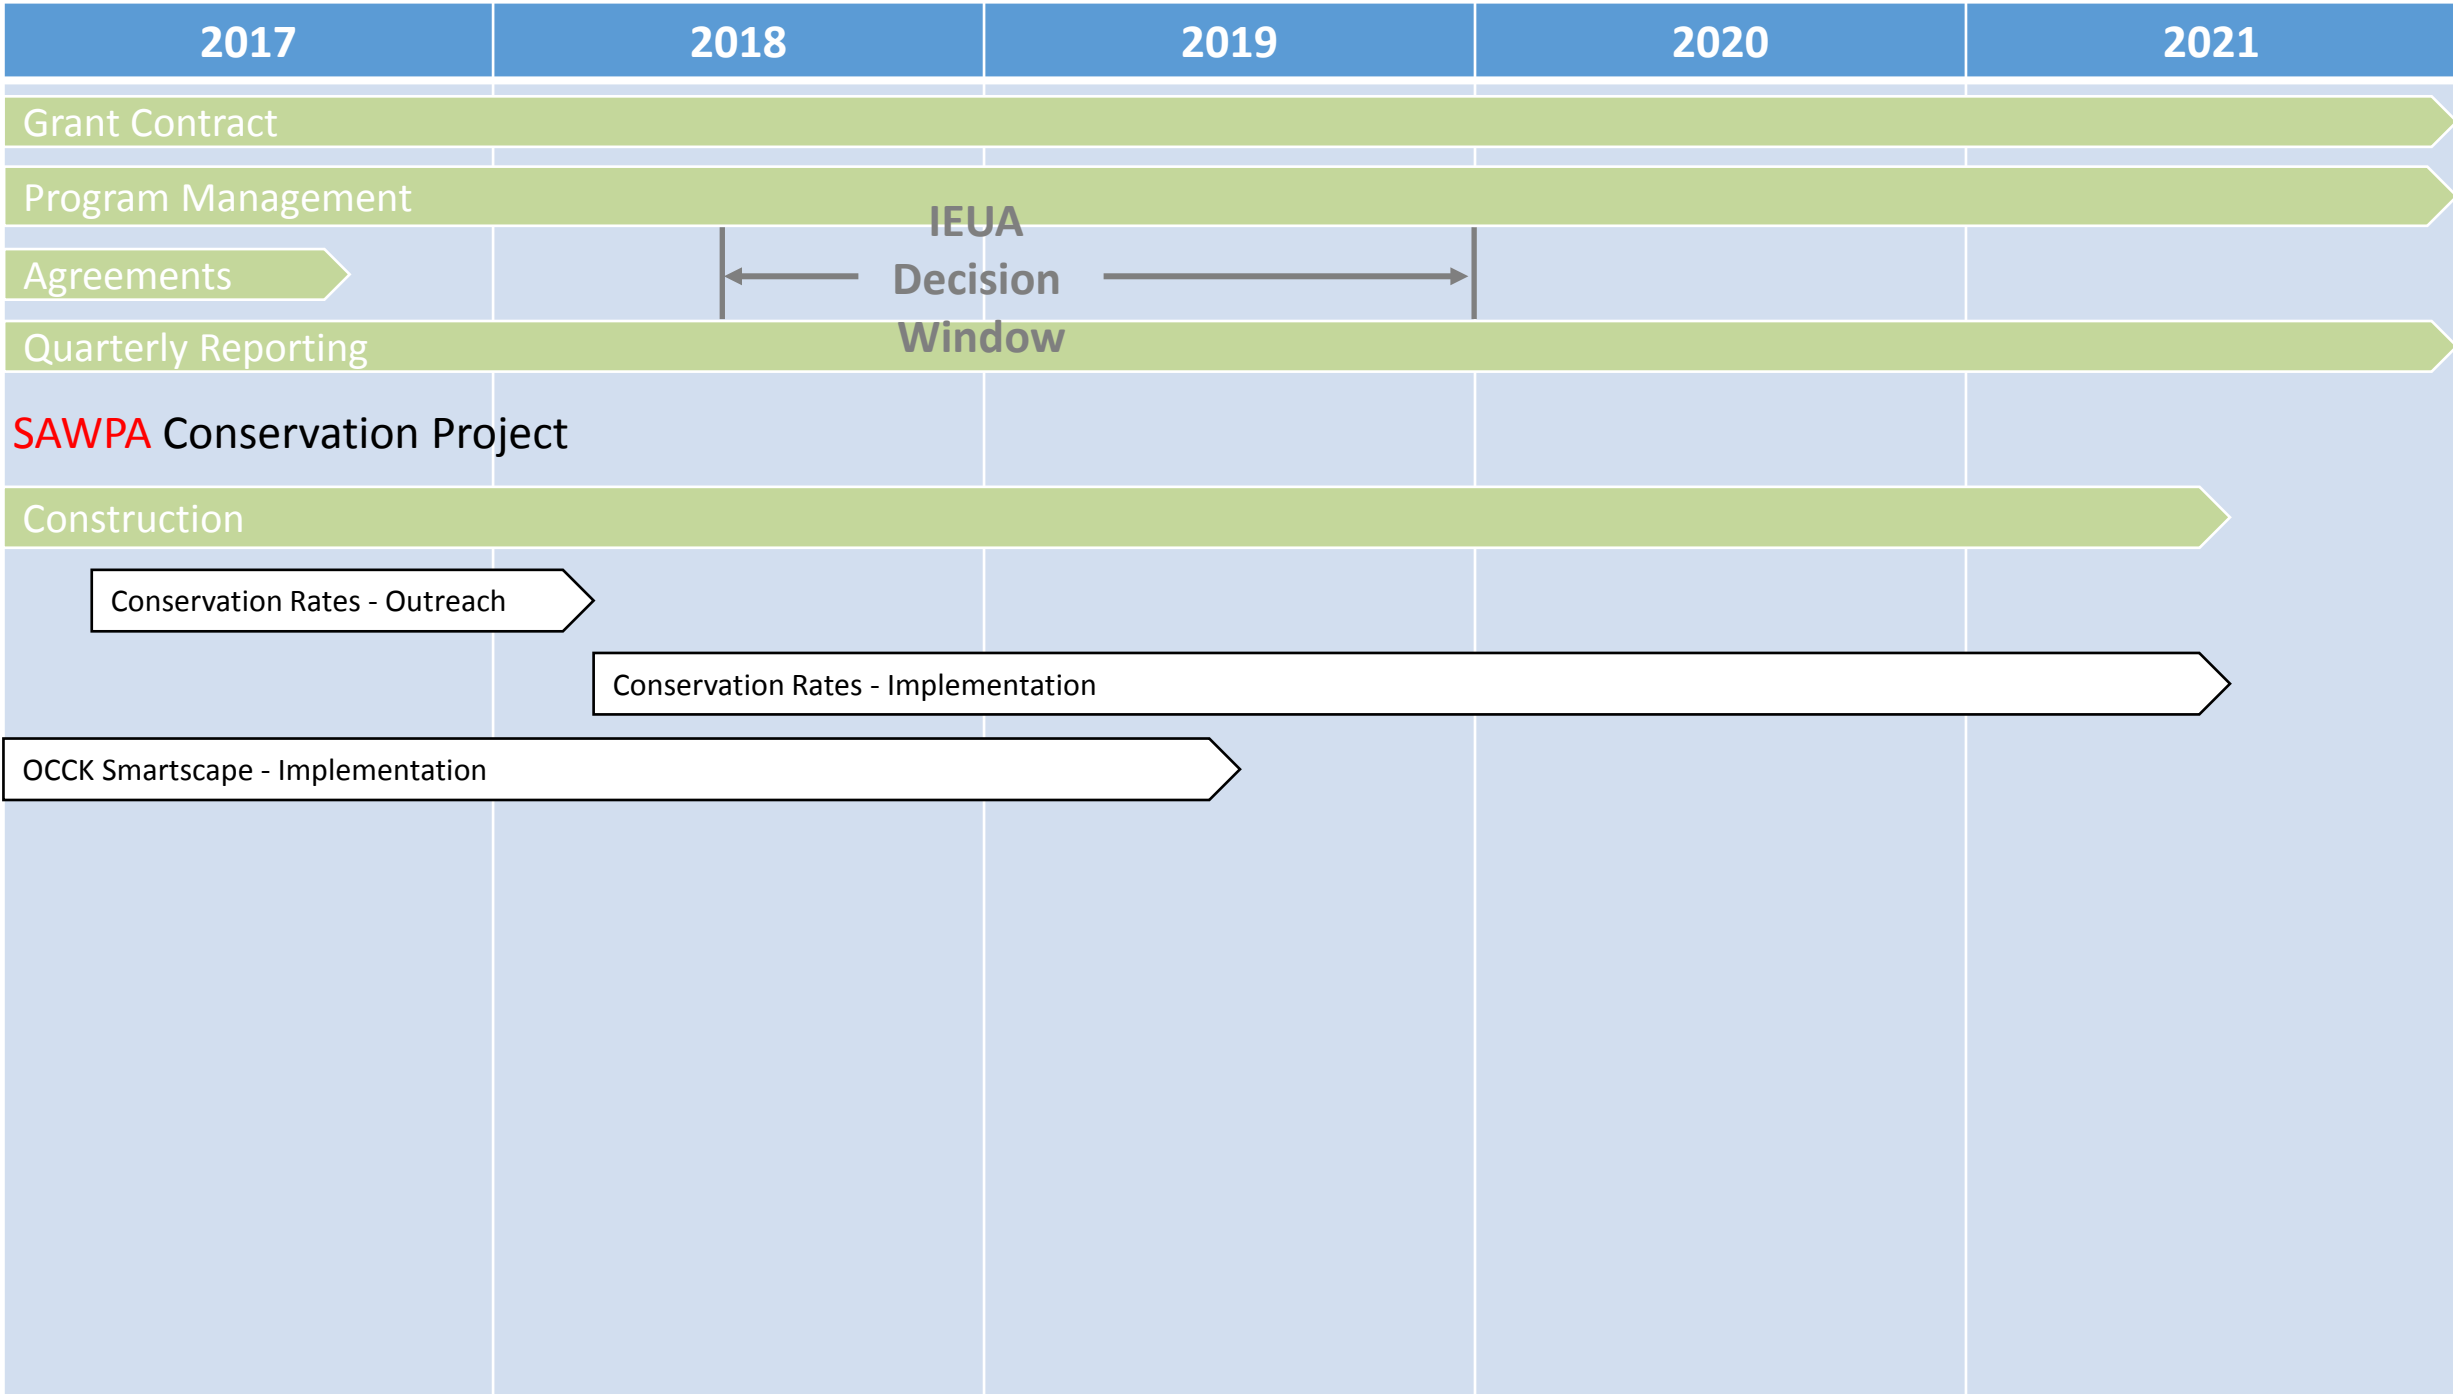 2017 2018 2019 2020 2021
Grant Contract
Program Management
IEUA
Decision
Window
Agreements
Quarterly Reporting
SAWPA Conservation Project
Construction
Conservation Rates - Outreach
Conservation Rates - Implementation
OCCK Smartscape - Implementation